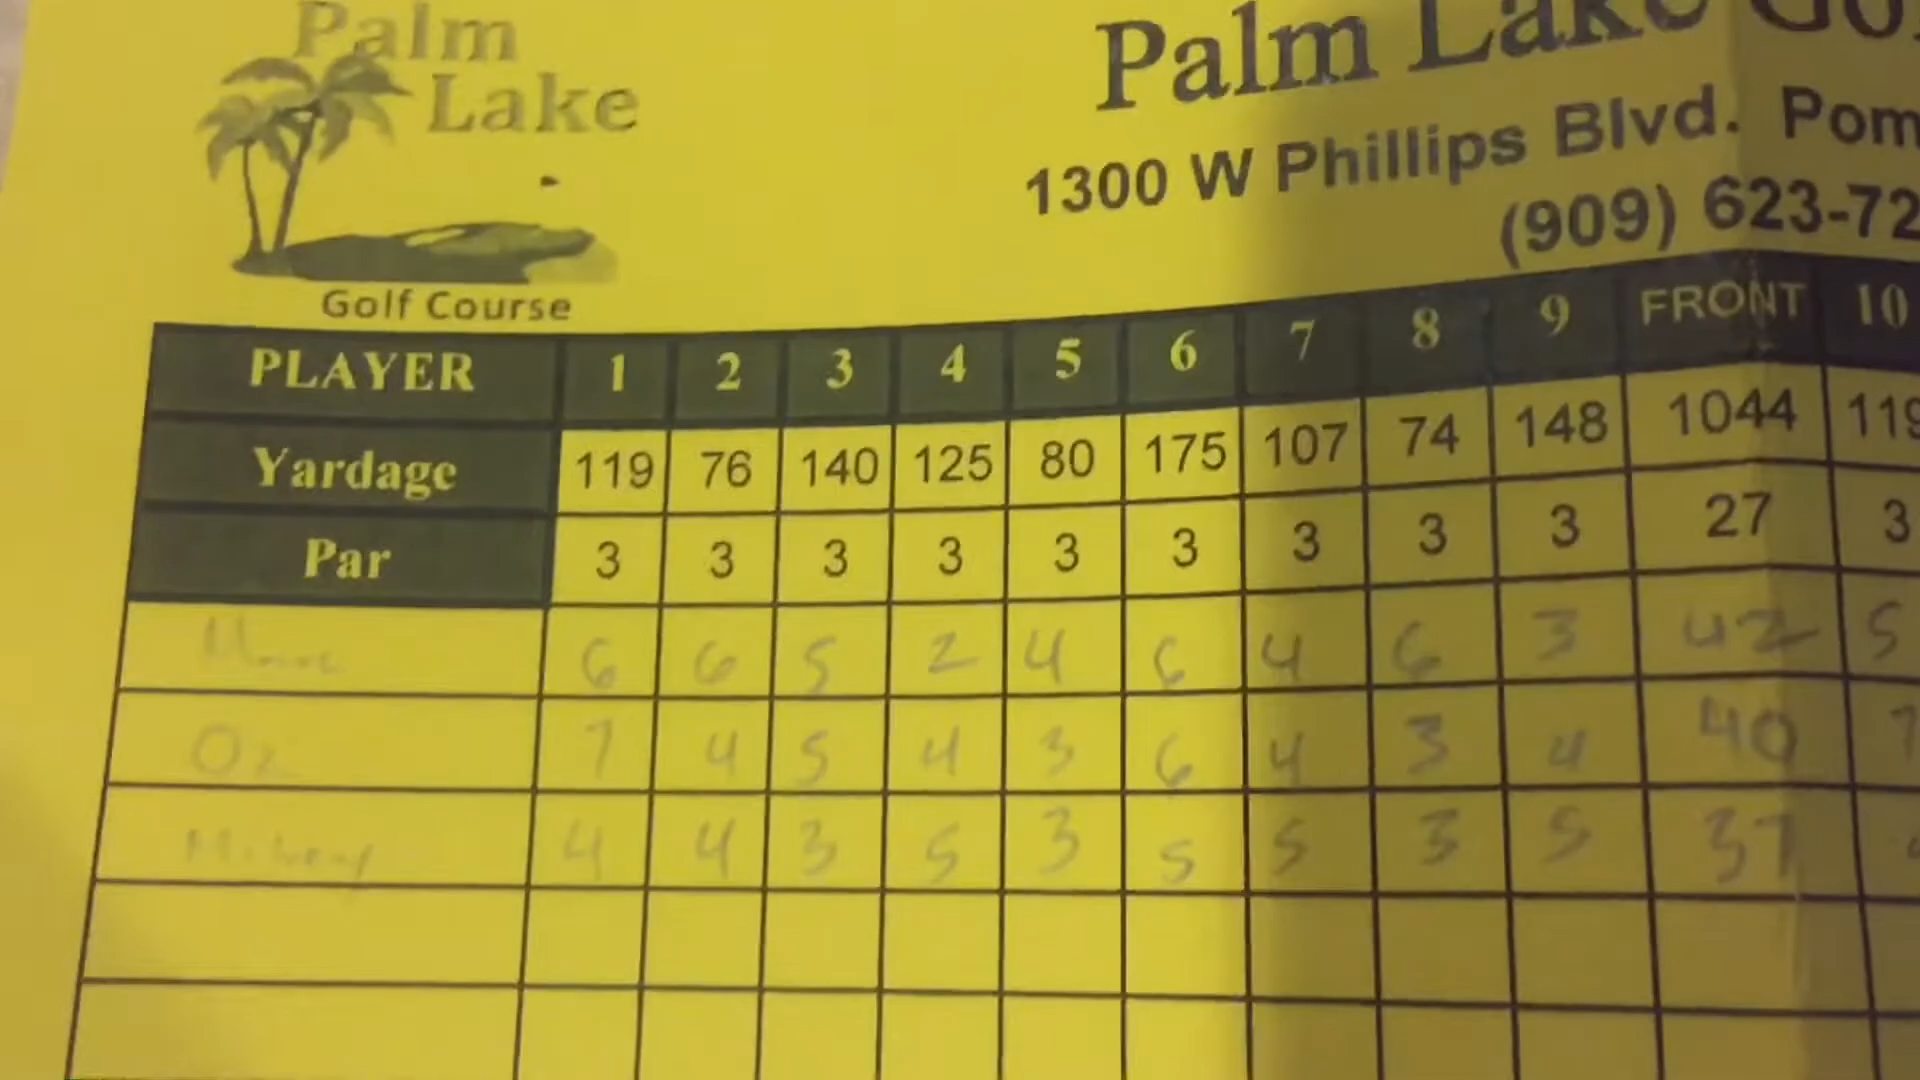 Palm
Lake
Golf Course
Palm Lake Go
1300 W Phillips Blvd. Pom
(909) 623-72
PLAYER 1 2 3 4 5 6 7 8 9 FRONT 10
Yardage 119 76 140 125 80 175 107 74 148 1044 119
Par 3 3 3 3 3 3 3 3 3 27 3
6 6 5 2 4 6 4 6 3 42 5
Oz 7 4 5 4 3 6 4 3 4 40 7
4 4 3 5 3 5 5 3 5 37